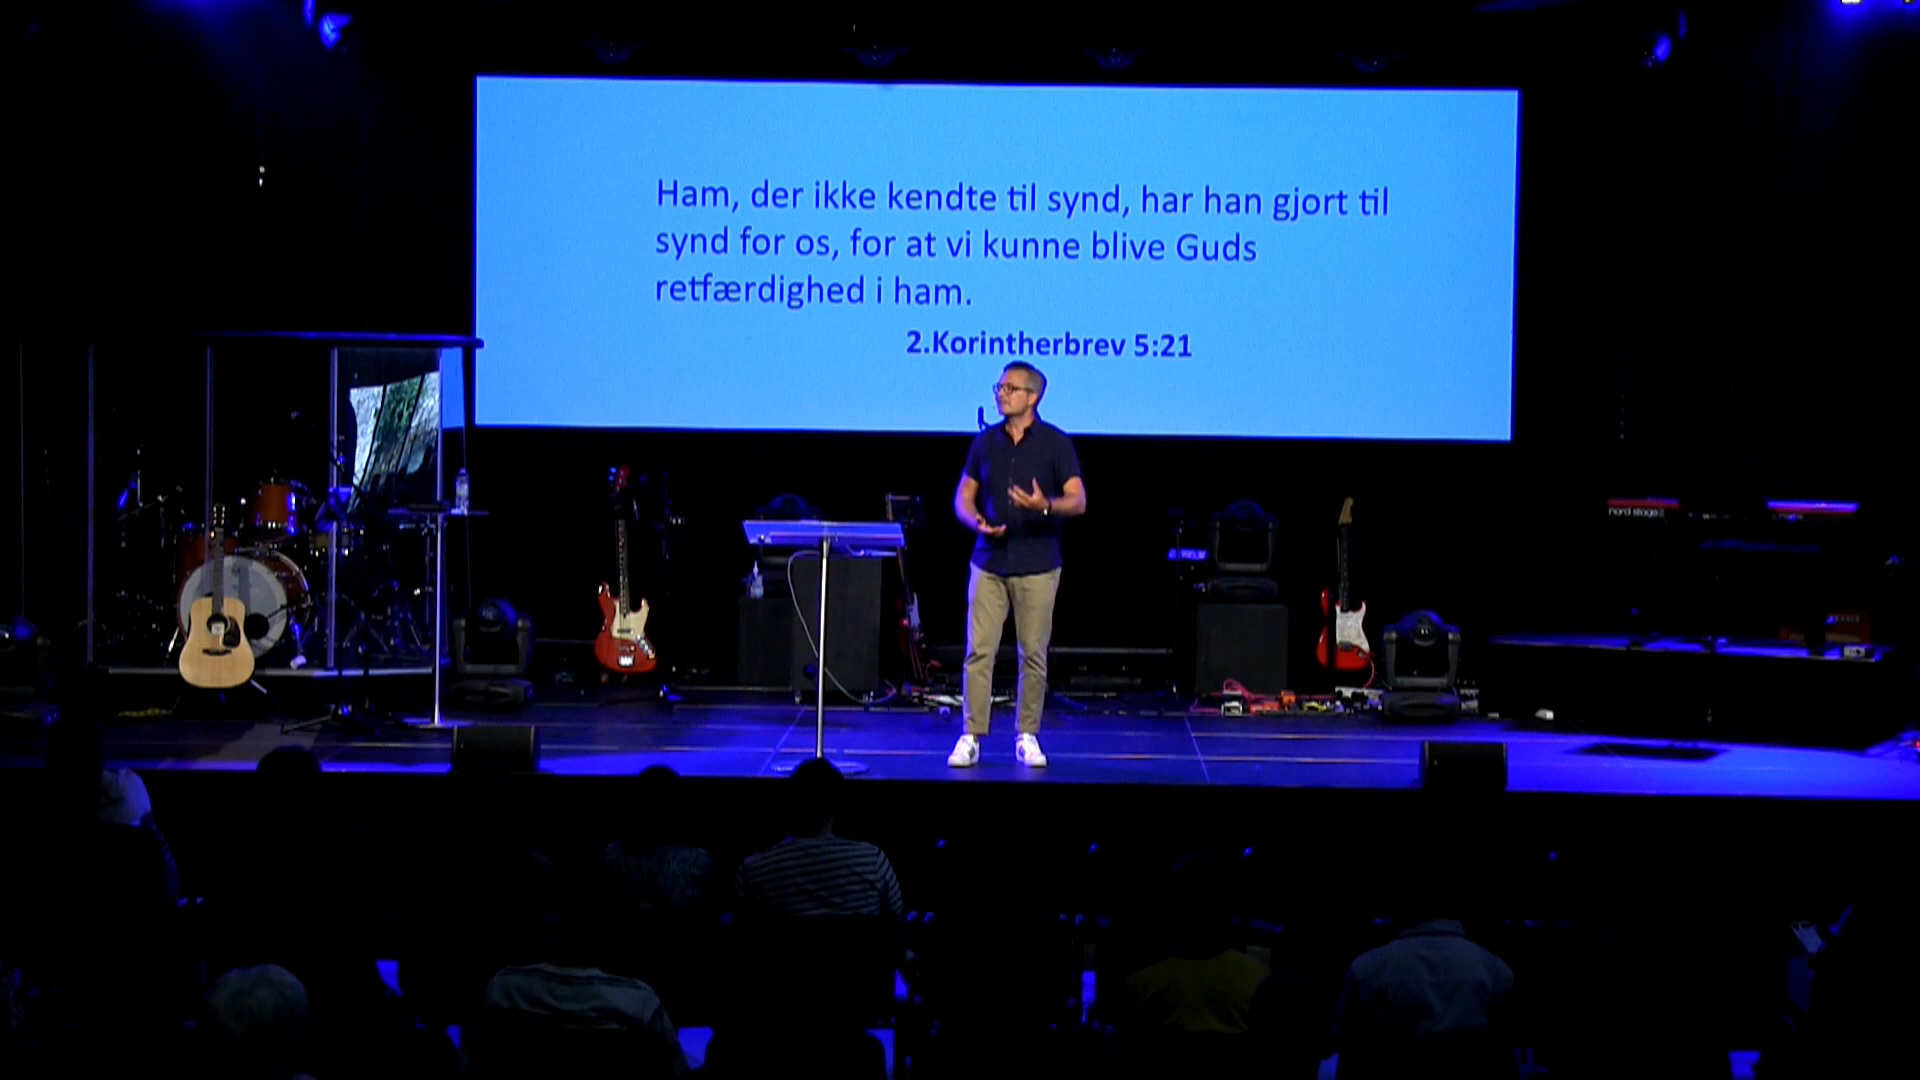 Ham, der ikke kendte til synd, har han gjort til
synd for os, for at vi kunne blive Guds
retfærdighed i ham.
2.Korintherbrev 5:21
nord stage 3